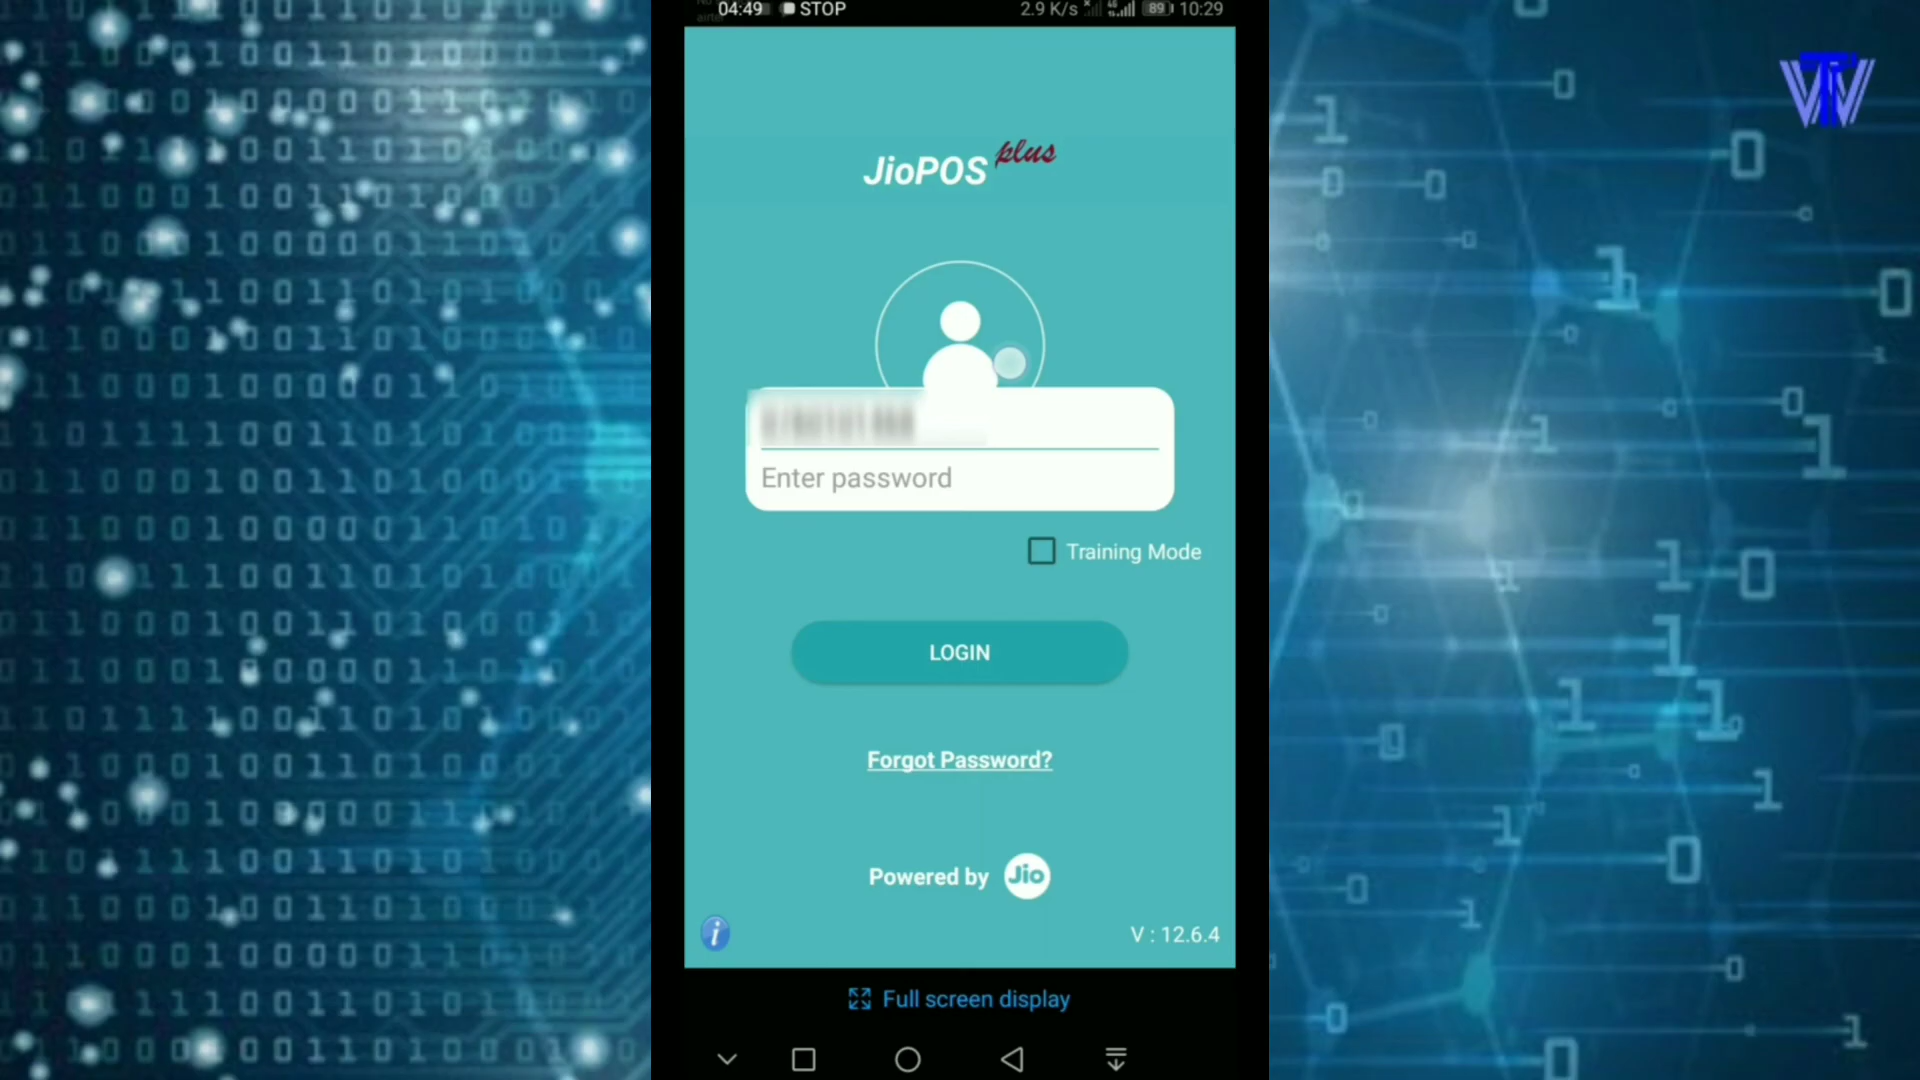 04:49 STOP 2.9 K/s 4G 89 10:29
JioPOS plus
Enter password
Training Mode
LOGIN
Forgot Password?
Powered by Jio
i
V : 12.6.4
Full screen display